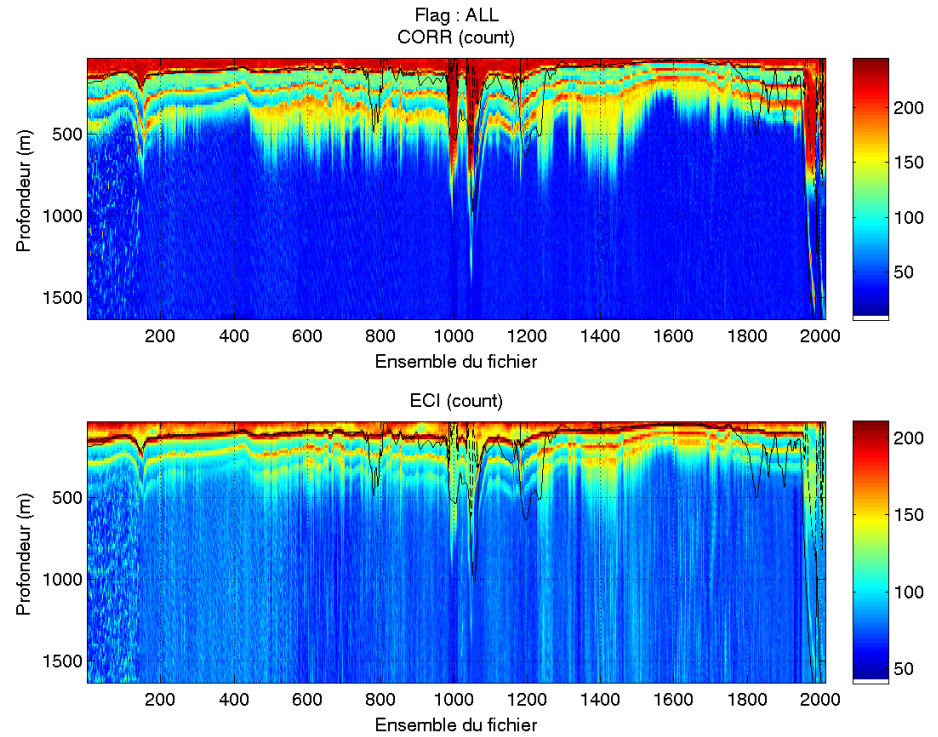 Flag : ALL
CORR (count)
Profondeur (m)
500
1000
1500
200 400 600 800 1000 1200 1400 1600 1800 2000
Ensemble du fichier
200
150
100
50
ECI (count)
Profondeur (m)
500
1000
1500
200 400 600 800 1000 1200 1400 1600 1800 2000
Ensemble du fichier
200
150
100
50